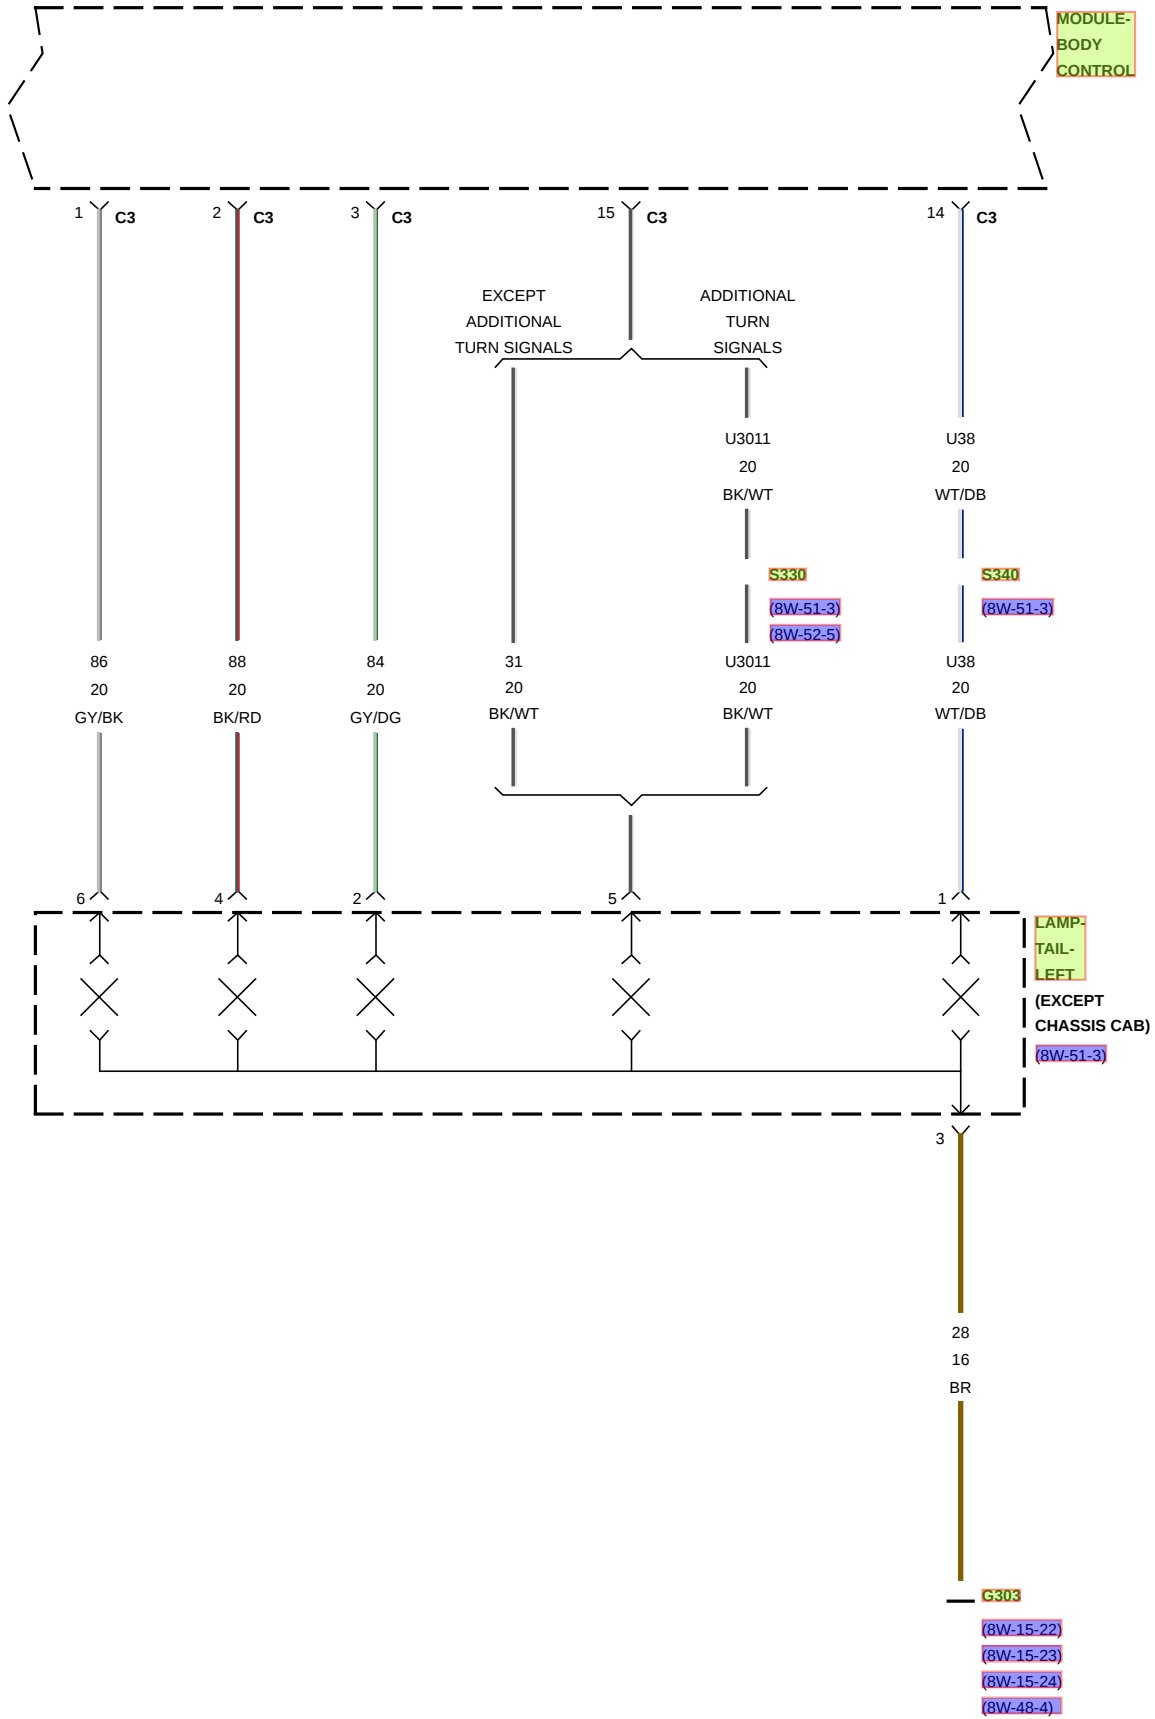 MODULE-
BODY
CONTROL
1 C3 2 C3 3 C3 15 C3 14 C3
EXCEPT
ADDITIONAL
TURN SIGNALS
ADDITIONAL
TURN
SIGNALS
U3011
20
BK/WT
U38
20
WT/DB
S330
(8W-51-3)
(8W-52-5)
S340
(8W-51-3)
86
20
GY/BK
88
20
BK/RD
84
20
GY/DG
31
20
BK/WT
U3011
20
BK/WT
U38
20
WT/DB
6 4 2 5 1
LAMP-
TAIL-
LEFT
(EXCEPT
CHASSIS CAB)
(8W-51-3)
3
28
16
BR
G303
(8W-15-22)
(8W-15-23)
(8W-15-24)
(8W-48-4)